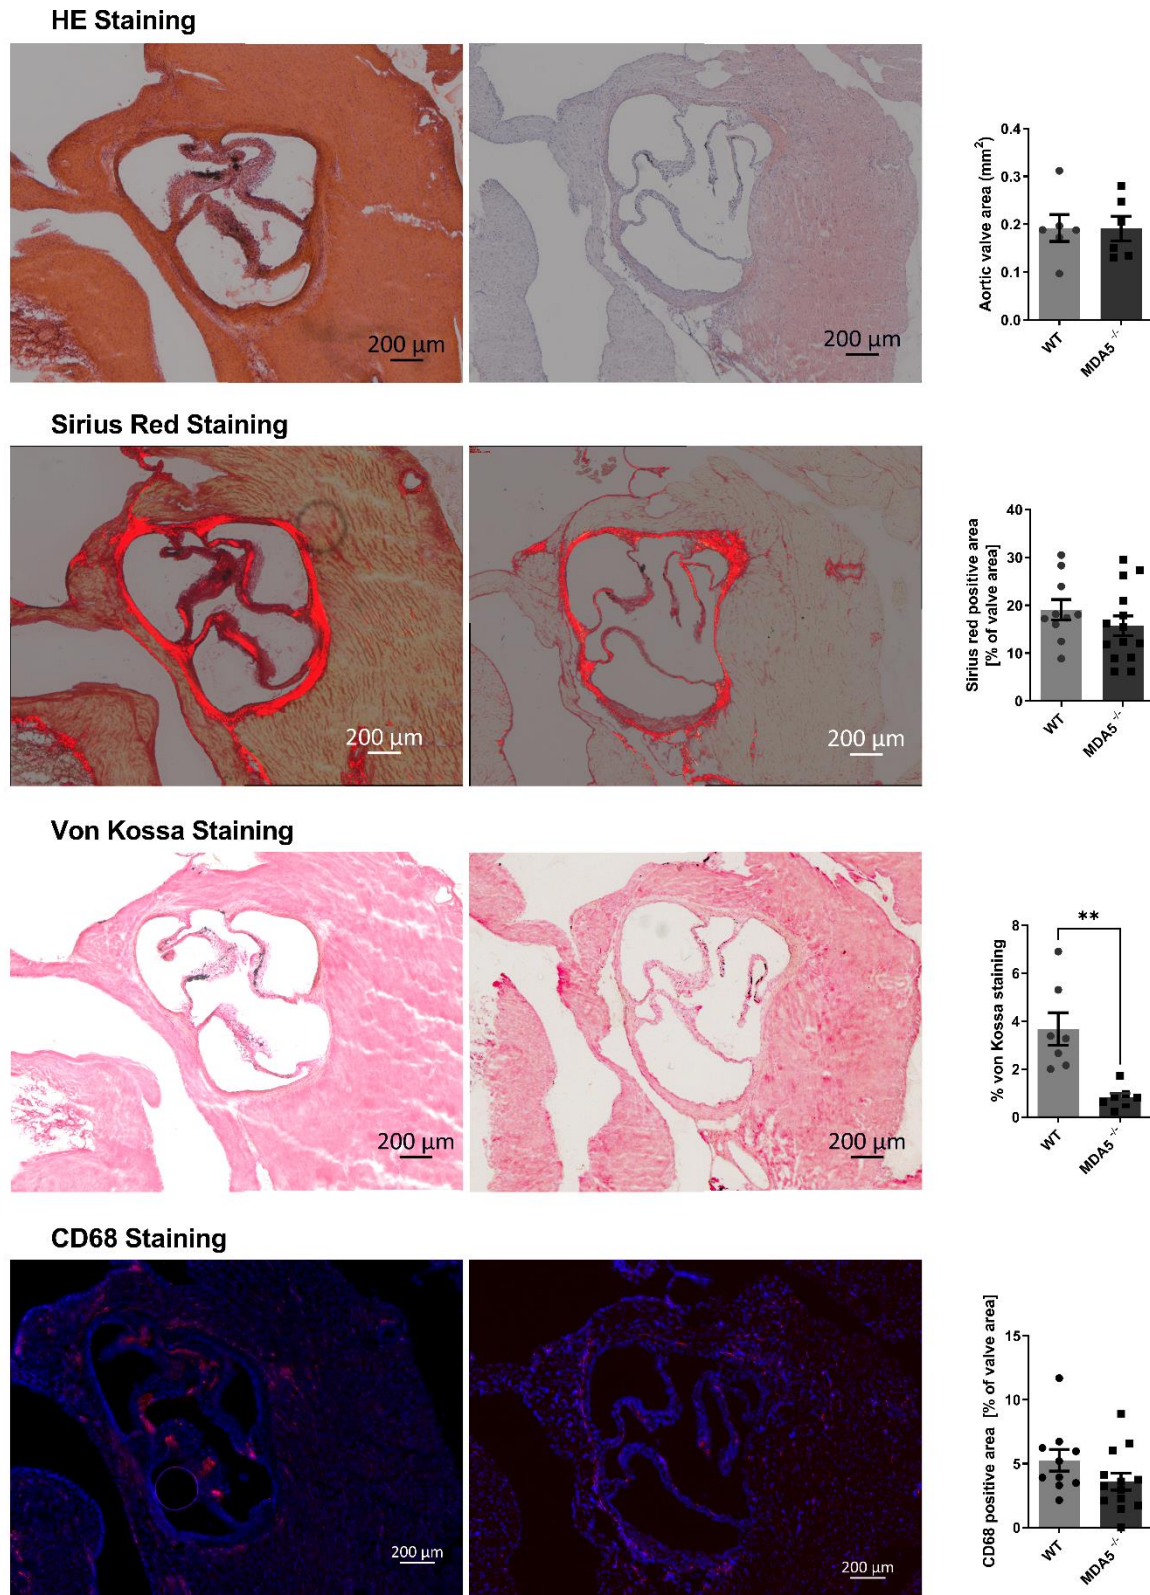 HE Staining
200 µm
200 µm
Aortic valve area (mm²)
0.4
0.3
0.2
0.1
0.0
WT
MDA5 -/-
Sirius Red Staining
200 µm
200 µm
Sirius red positive area
[% of valve area]
40
30
20
10
0
WT
MDA5 -/-
Von Kossa Staining
200 µm
200 µm
% von Kossa staining
8
6
4
2
0
**
WT
MDA5 -/-
CD68 Staining
200 µm
200 µm
CD68 positive area [% of valve area]
15
10
5
0
WT
MDA5 -/-